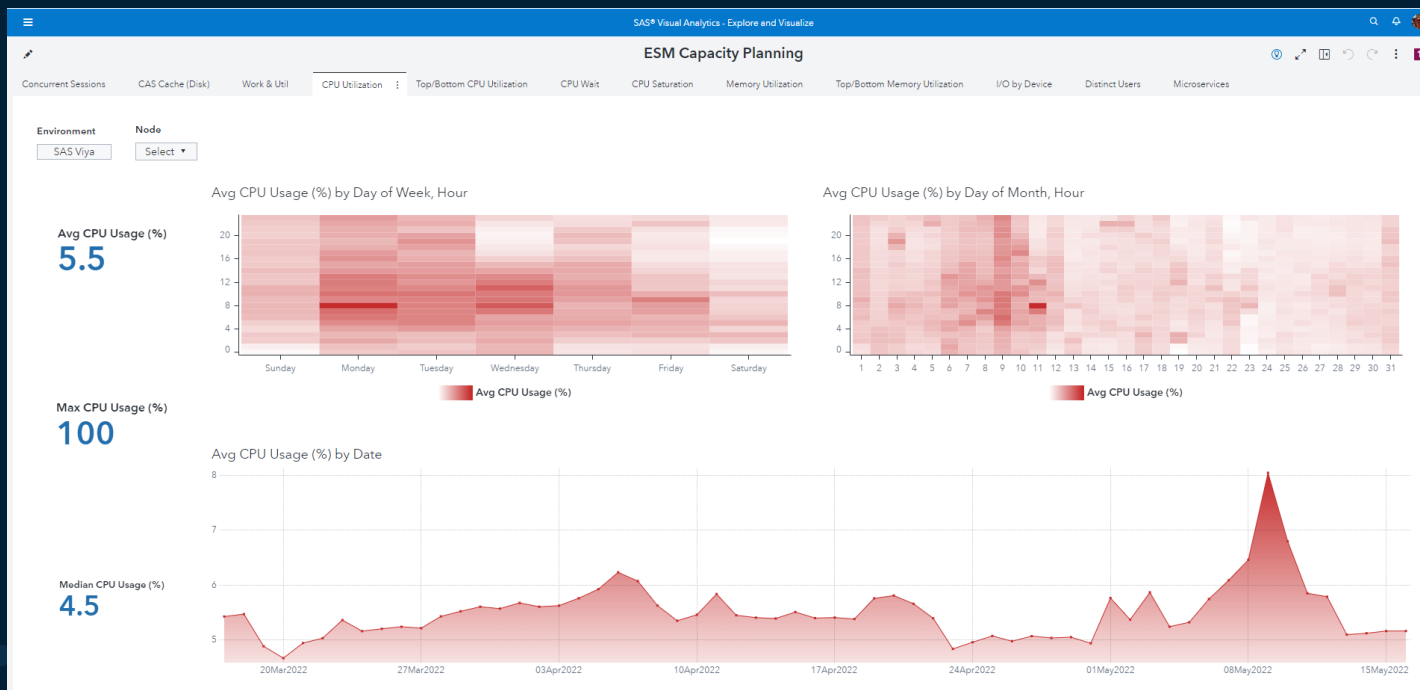 SAS® Visual Analytics - Explore and Visualize
ESM Capacity Planning
Concurrent Sessions CAS Cache (Disk) Work & Util CPU Utilization Top/Bottom CPU Utilization CPU Wait CPU Saturation Memory Utilization Top/Bottom Memory Utilization I/O by Device Distinct Users Microservices
Environment Node
SAS Viya Select
Avg CPU Usage (%) by Day of Week, Hour
Avg CPU Usage (%)
5.5
20
16
12
8
4
0
Sunday Monday Tuesday Wednesday Thursday Friday Saturday
Avg CPU Usage (%)
Avg CPU Usage (%) by Day of Month, Hour
20
16
12
8
4
0
1 2 3 4 5 6 7 8 9 10 11 12 13 14 15 16 17 18 19 20 21 22 23 24 25 26 27 28 29 30 31
Avg CPU Usage (%)
Max CPU Usage (%)
100
Avg CPU Usage (%) by Date
8
7
6
5
20Mar2022 27Mar2022 03Apr2022 10Apr2022 17Apr2022 24Apr2022 01May2022 08May2022 15May2022
Median CPU Usage (%)
4.5